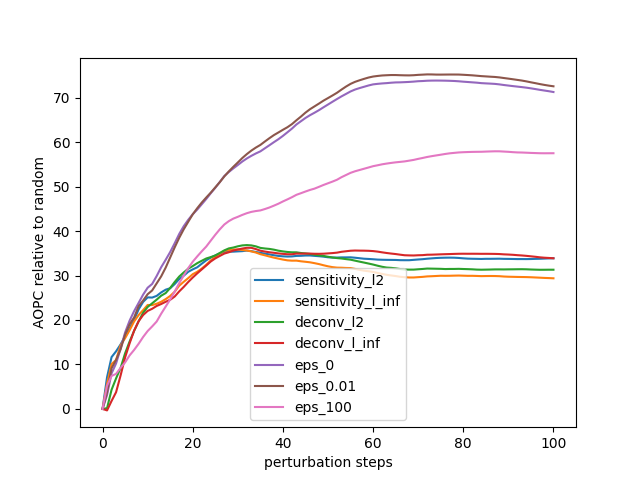 70
60
50
40
30
20
10
0
AOPC relative to random
sensitivity_l2
sensitivity_l_inf
deconv_l2
deconv_l_inf
eps_0
eps_0.01
eps_100
0 20 40 60 80 100
perturbation steps